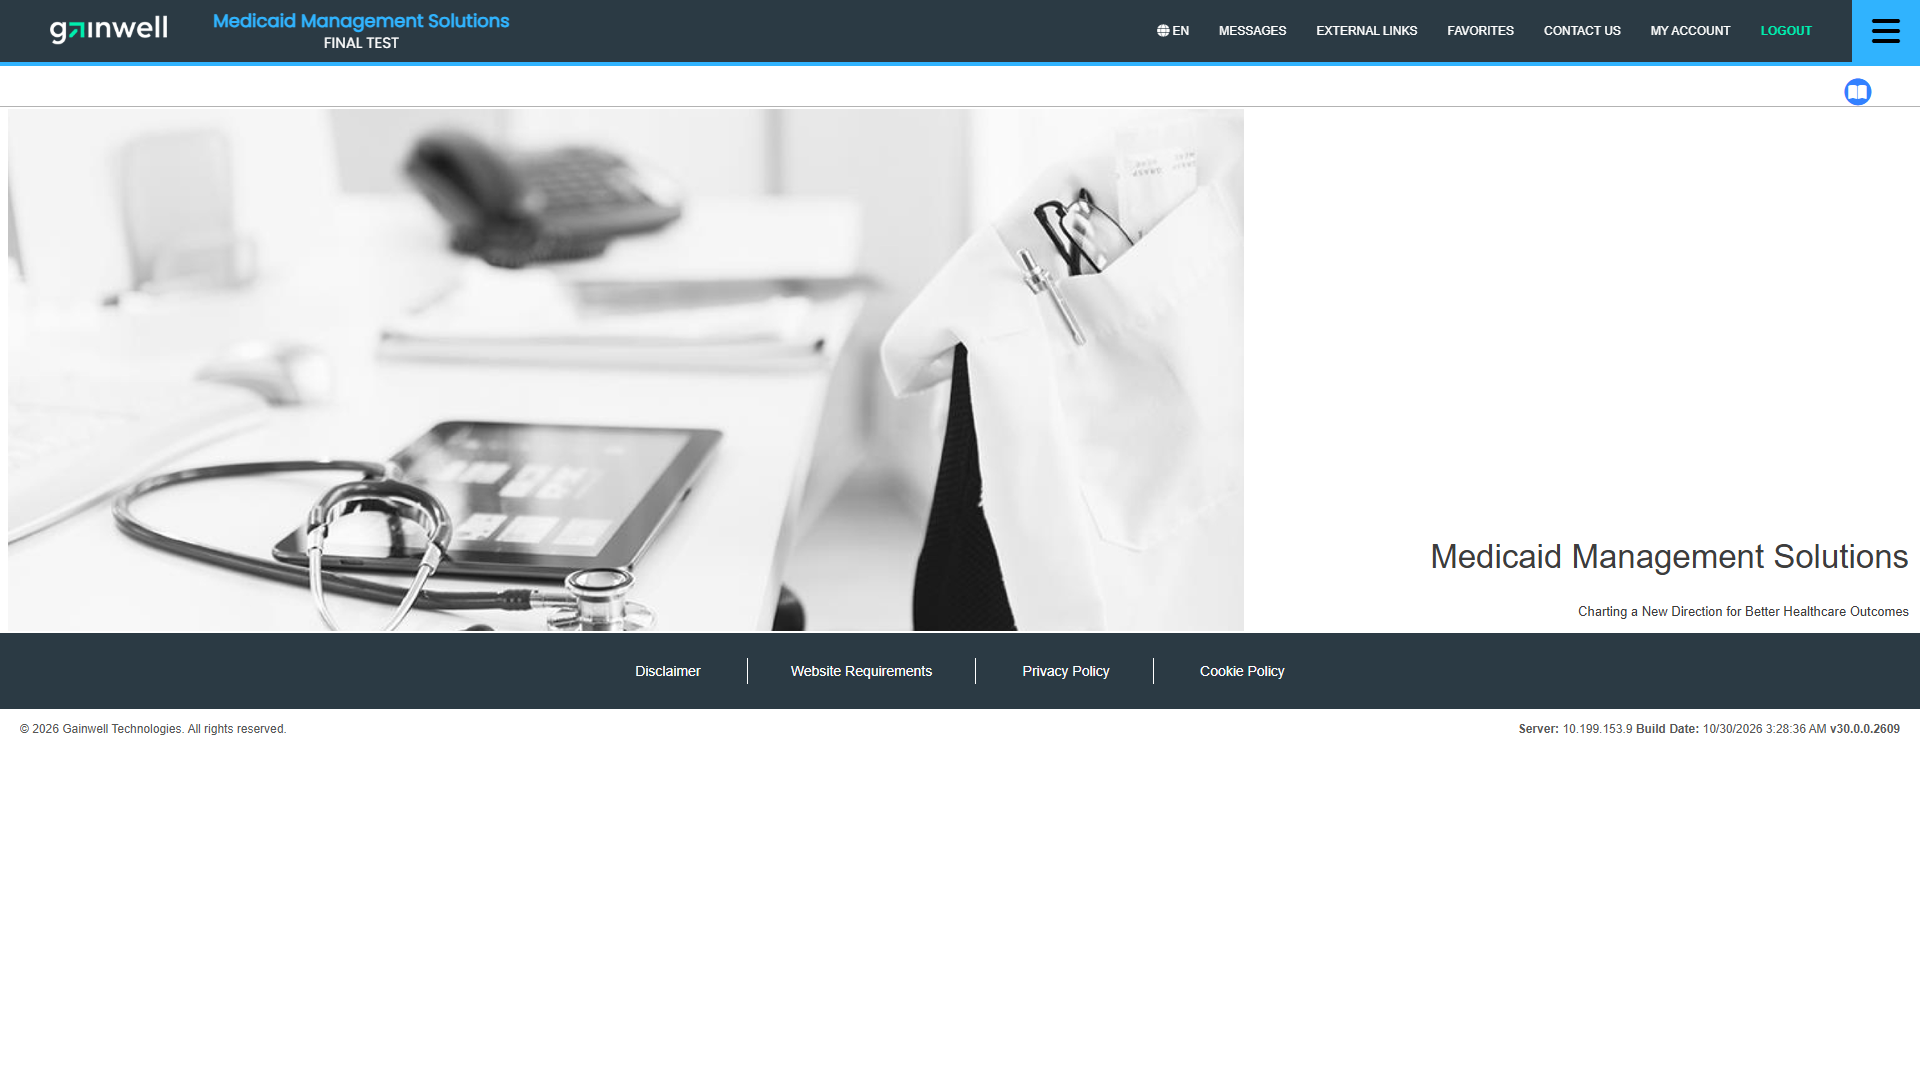 gainwell
Medicaid Management Solutions
FINAL TEST
EN MESSAGES EXTERNAL LINKS FAVORITES CONTACT US MY ACCOUNT LOGOUT
Medicaid Management Solutions
Charting a New Direction for Better Healthcare Outcomes
Disclaimer Website Requirements Privacy Policy Cookie Policy
© 2026 Gainwell Technologies. All rights reserved.
Server: 10.199.153.9 Build Date: 10/30/2026 3:28:36 AM v30.0.0.2609